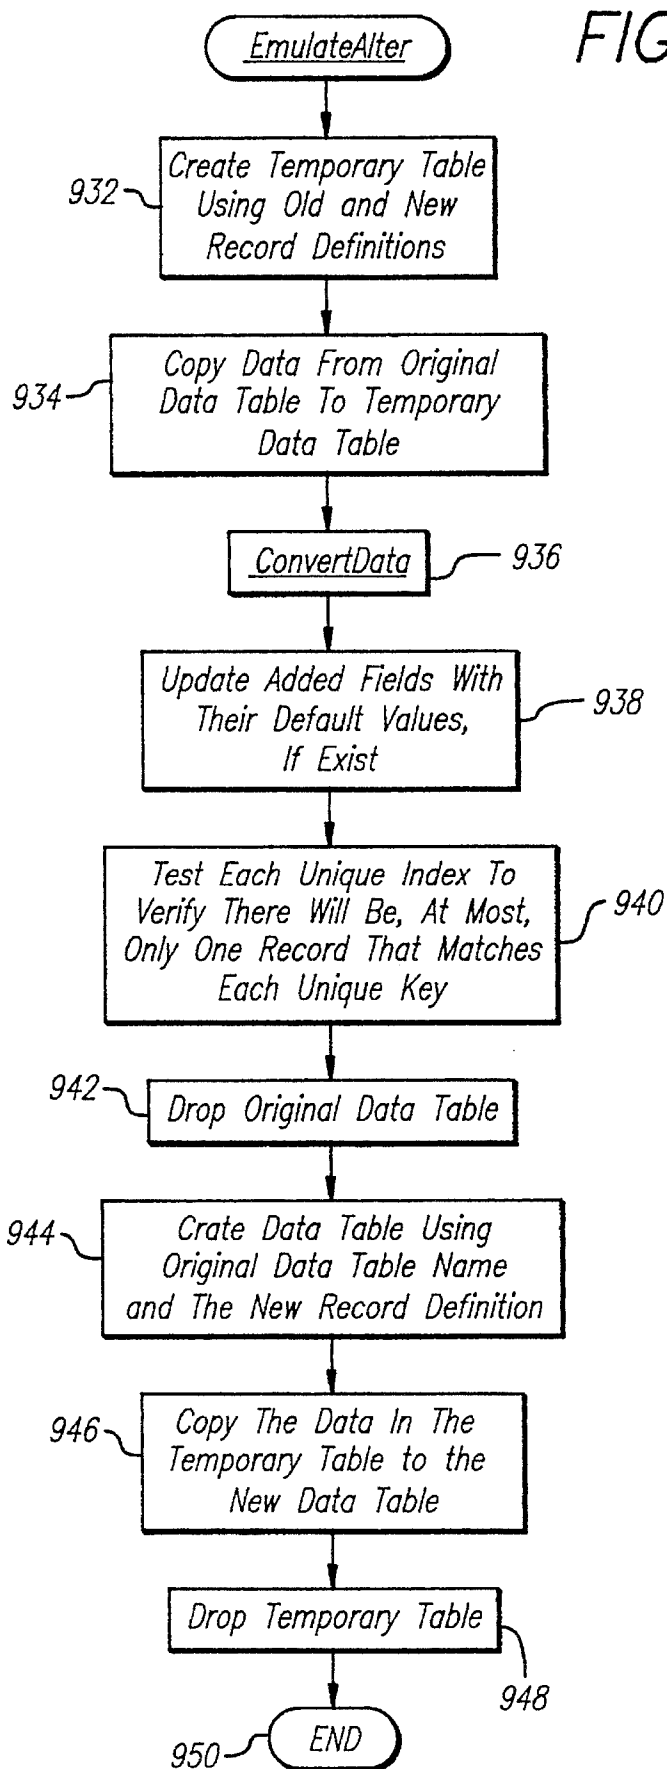 FIG
EmulateAlter
932
Create Temporary Table
Using Old and New
Record Definitions
934
Copy Data From Original
Data Table To Temporary
Data Table
ConvertData
936
Update Added Fields With
Their Default Values,
If Exist
938
Test Each Unique Index To
Verify There Will Be, At Most,
Only One Record That Matches
Each Unique Key
940
942
Drop Original Data Table
944
Crate Data Table Using
Original Data Table Name
and The New Record Definition
946
Copy The Data In The
Temporary Table to the
New Data Table
Drop Temporary Table
948
950
END